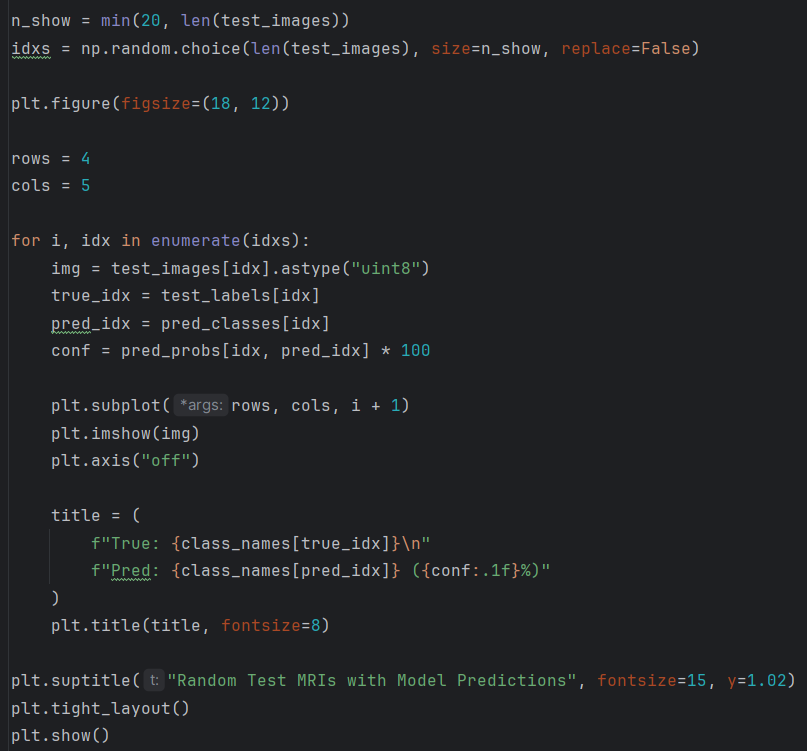 n_show = min(20, len(test_images))
idxs = np.random.choice(len(test_images), size=n_show, replace=False)
plt.figure(figsize=(18, 12))
rows = 4
cols = 5
for i, idx in enumerate(idxs):
    img = test_images[idx].astype("uint8")
    true_idx = test_labels[idx]
    pred_idx = pred_classes[idx]
    conf = pred_probs[idx, pred_idx] * 100
    plt.subplot( *args: rows, cols, i + 1)
    plt.imshow(img)
    plt.axis("off")
    title = (
        f"True: {class_names[true_idx]}\n"
        f"Pred: {class_names[pred_idx]} ({conf:.1f}%)"
    )
    plt.title(title, fontsize=8)
plt.suptitle( t: "Random Test MRIs with Model Predictions", fontsize=15, y=1.02)
plt.tight_layout()
plt.show()